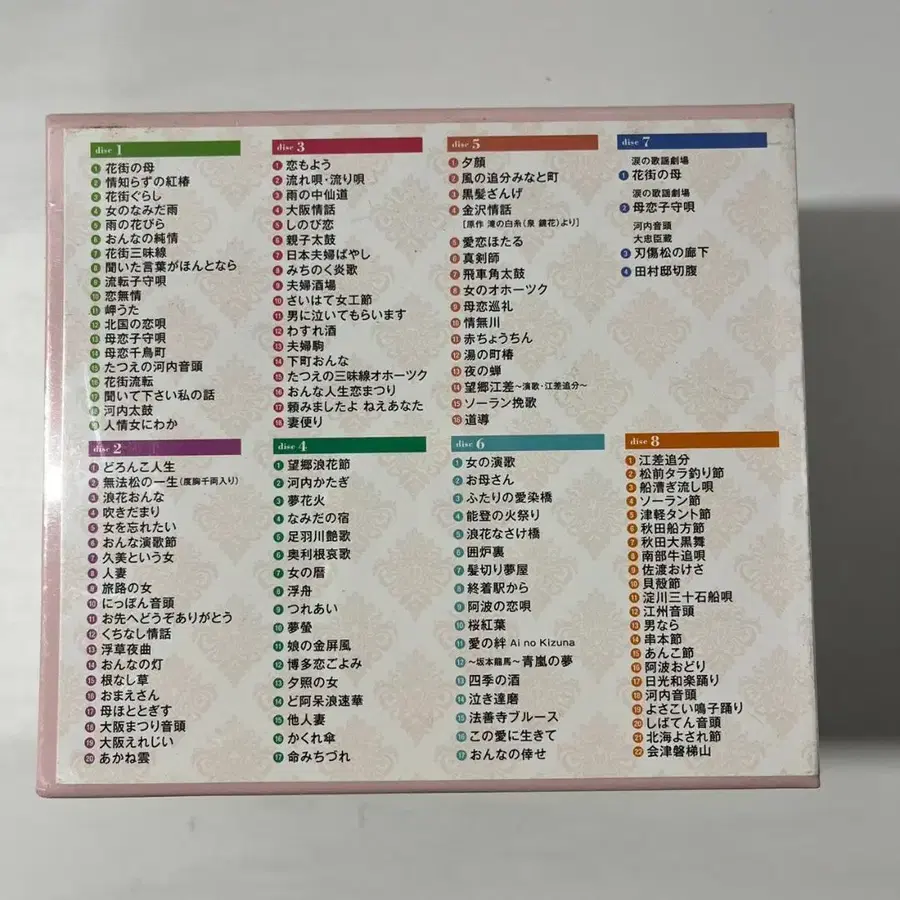 disc 1
1 花街の母
2 情知らずの紅椿
3 花街ぐらし
4 女のなみだ雨
5 雨の花びら
6 おんなの純情
7 花街三味線
8 聞いた言葉がほんとなら
9 流転子守唄
10 恋無情
11 岬うた
12 北国の恋唄
13 母恋子守唄
14 母恋千鳥町
15 たつえの河内音頭
16 花街流転
17 聞いて下さい私の話
18 河内太鼓
19 人情女にわか
disc 2
1 どろんこ人生
2 無法松の一生(度胸千両入り)
3 浪花おんな
4 吹きだまり
5 女を忘れたい
6 おんな演歌節
7 久美という女
8 人妻
9 旅路の女
10 にっぽん音頭
11 お先へどうぞありがとう
12 くちなし情話
13 浮草夜曲
14 おんなの灯
15 根なし草
16 おまえさん
17 母ほととぎす
18 大阪まつり音頭
19 大阪えれじい
20 あかね雲
disc 3
1 恋もよう
2 流れ唄・流り唄
3 雨の中仙道
4 大阪情話
5 しのび恋
6 親子太鼓
7 日本夫婦ばやし
8 みちのく炎歌
9 夫婦酒場
10 さいはて女工節
11 男に泣いてもらいます
12 わすれ酒
13 夫婦駒
14 下町おんな
15 たつえの三味線オホーツク
16 おんな人生恋まつり
17 頼みましたよ ねえあなた
18 妻便り
disc 4
1 望郷浪花節
2 河内かたぎ
3 夢花火
4 なみだの宿
5 足羽川艶歌
6 奥利根哀歌
7 女の暦
8 浮舟
9 つれあい
10 夢螢
11 娘の金屏風
12 博多恋ごよみ
13 夕照の女
14 ど阿呆浪速華
15 他人妻
16 かくれ傘
17 命みちづれ
disc 5
1 夕顔
2 風の追分みなと町
3 黒髪ざんげ
4 金沢情話
[原作 滝の白糸(泉 鏡花)より]
5 愛恋ほたる
6 真剣師
7 飛車角太鼓
8 女のオホーツク
9 母恋巡礼
10 情無川
11 赤ちょうちん
12 湯の町椿
13 夜の蝉
14 望郷江差~演歌・江差追分~
15 ソーラン挽歌
16 道導
disc 6
1 女の演歌
2 お母さん
3 ふたりの愛染橋
4 能登の火祭り
5 浪花なさけ橋
6 囲炉裏
7 髪切り夢屋
8 終着駅から
9 阿波の恋唄
10 桜紅葉
11 愛の絆 Ai no Kizuna
12 ~坂本龍馬~青嵐の夢
13 四季の酒
14 泣き達磨
15 法善寺ブルース
16 この愛に生きて
17 おんなの倖せ
disc 7
涙の歌謡劇場
1 花街の母
涙の歌謡劇場
2 母恋子守唄
河内音頭
大忠臣蔵
3 刃傷松の廊下
4 田村邸切腹
disc 8
1 江差追分
2 松前タラ釣り節
3 船漕ぎ流し唄
4 ソーラン節
5 津軽タント節
6 秋田船方節
7 秋田大黒舞
8 南部牛追唄
9 佐渡おけさ
10 貝殻節
11 淀川三十石船唄
12 江州音頭
13 男なら
14 串本節
15 あんこ節
16 阿波おどり
17 日光和楽踊り
18 河内音頭
19 よさこい鳴子踊り
20 しばてん音頭
21 北海よされ節
22 会津磐梯山